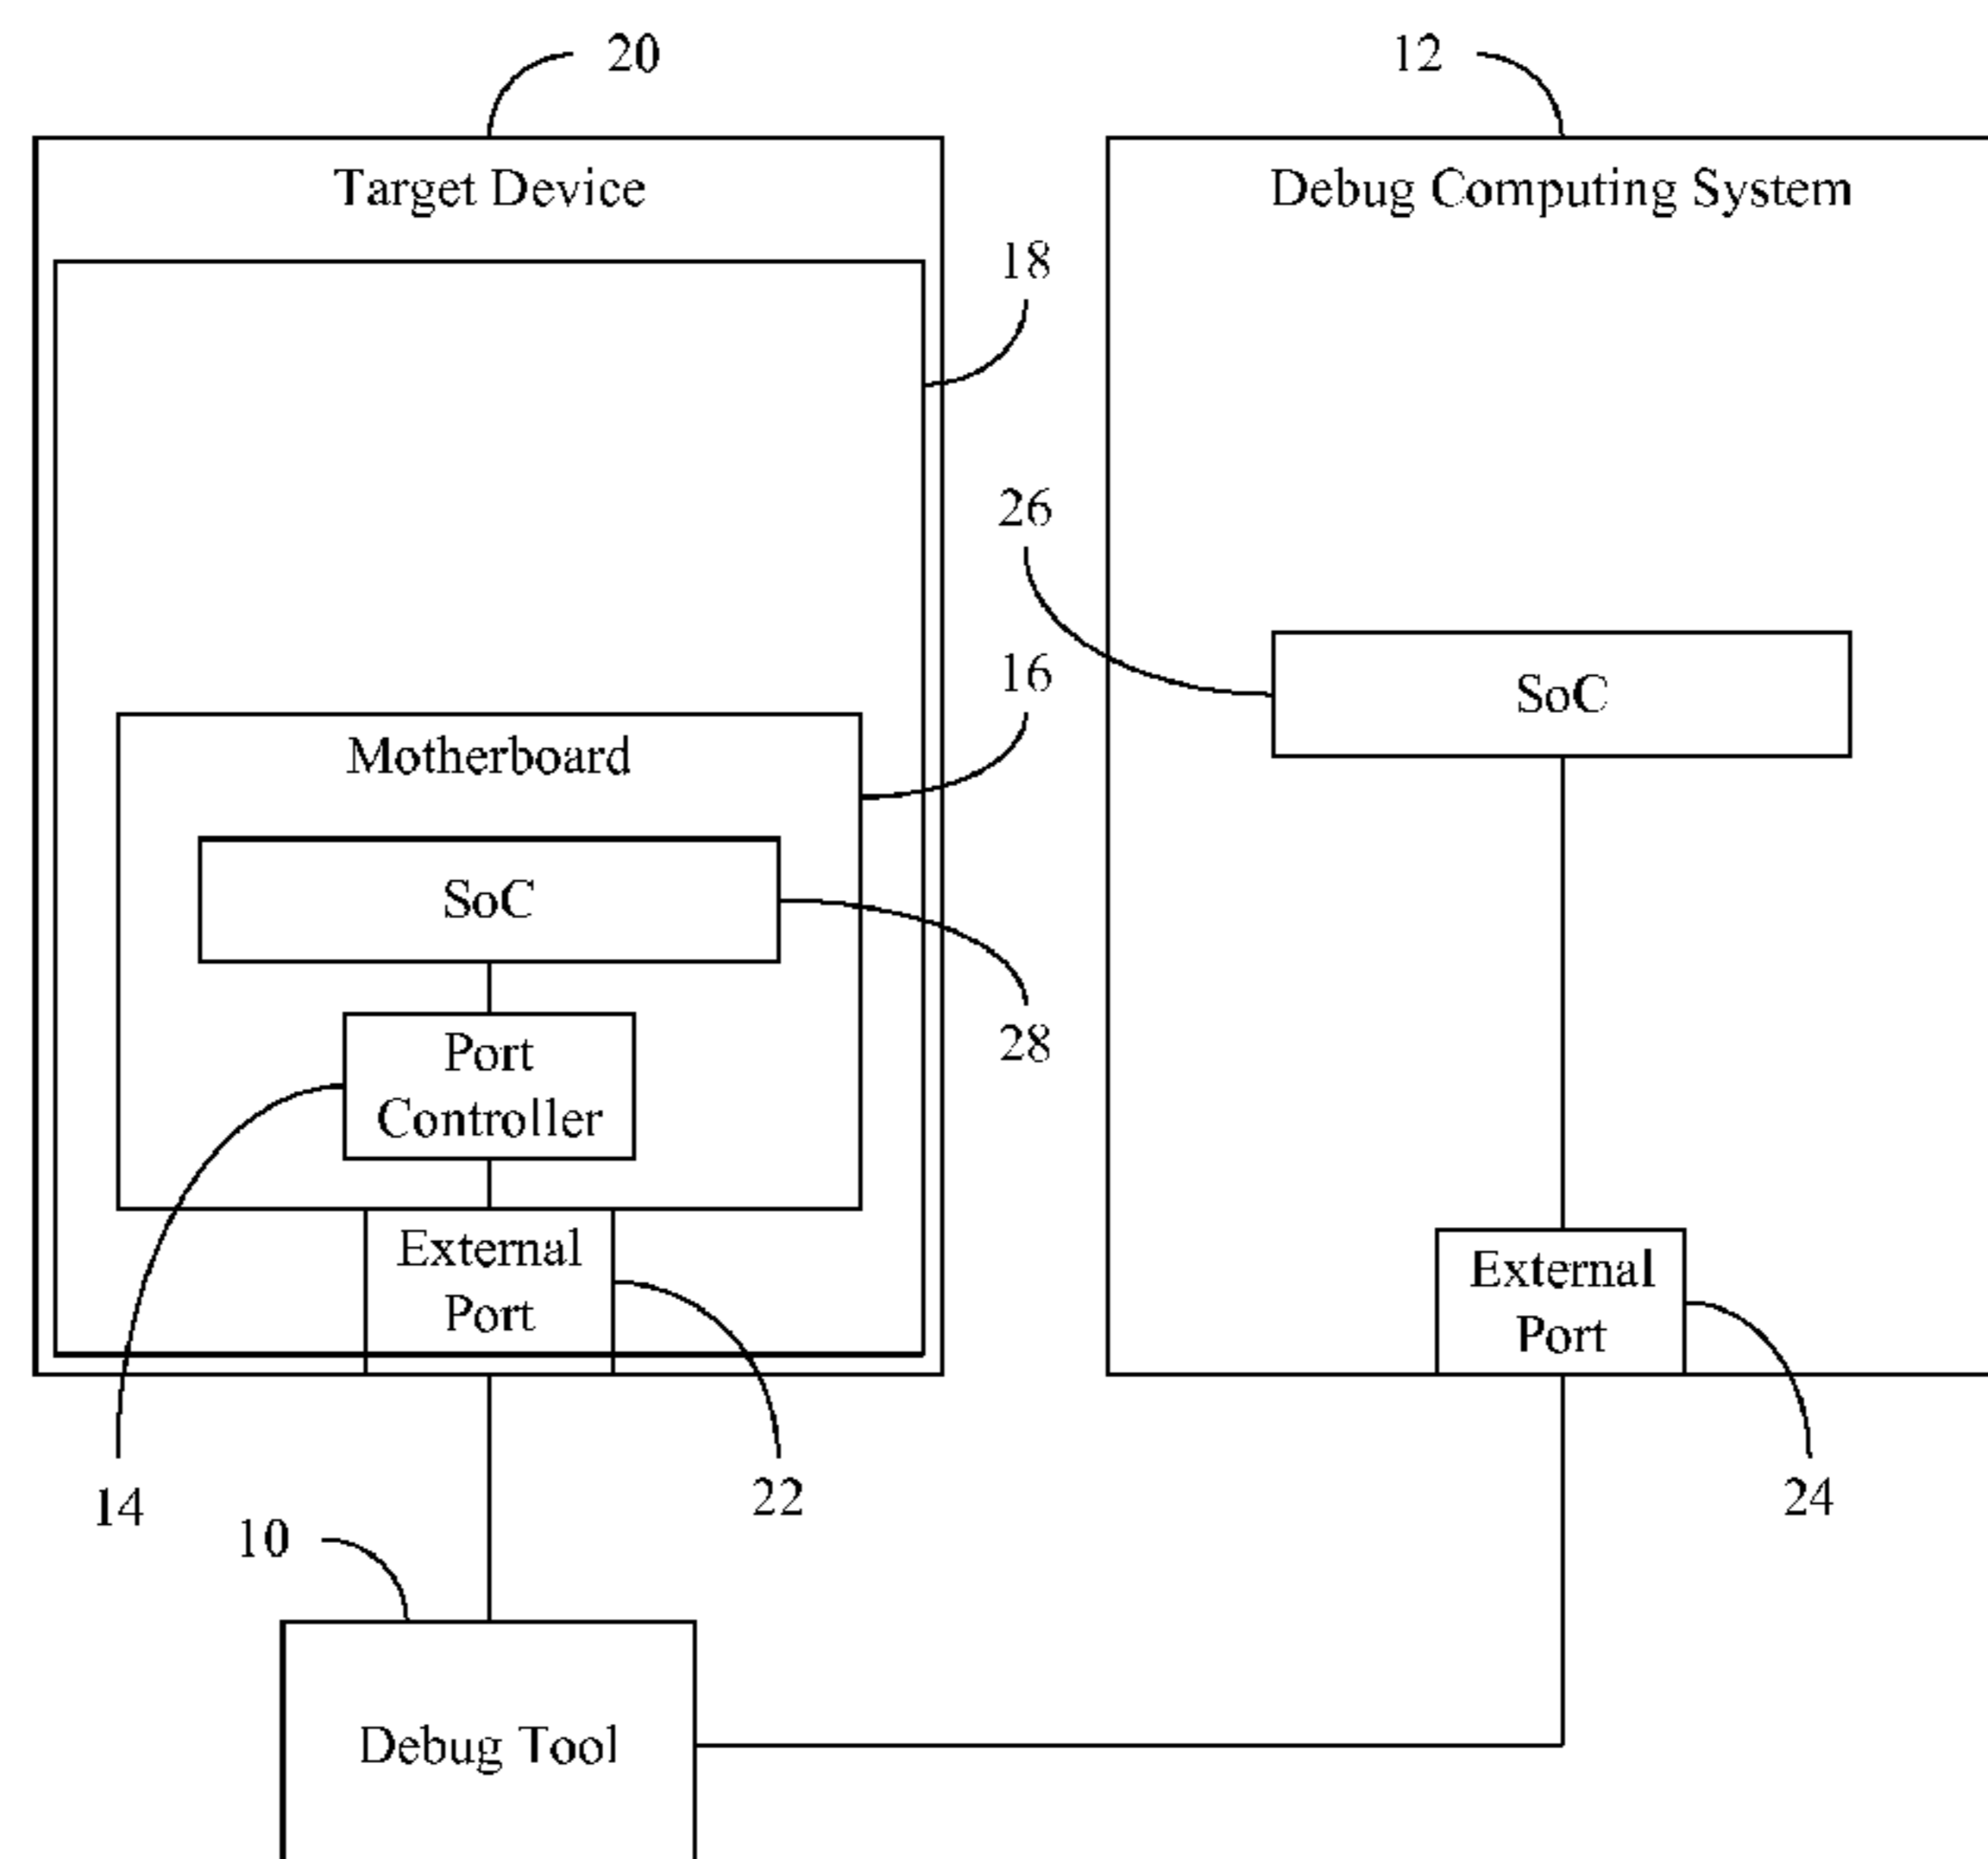 20
12
Target Device
Debug Computing System
18
26
16
SoC
Motherboard
SoC
28
Port
Controller
External
Port
External
Port
14
22
24
10
Debug Tool